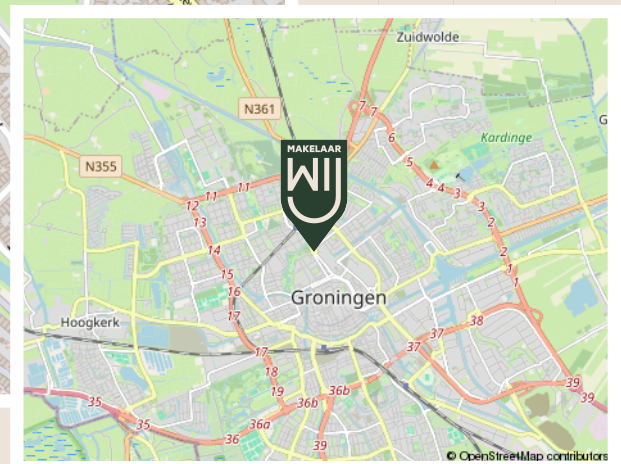 Zuidwolde
N361
7
7
6
Kardinge
G
MAKELAAR
WIJ
5
N355
4 4 3 3
11 11
12
13
2
14
2
15
1
16
1
Groningen
17
Hoogkerk
38
37
37
17
18
39
36b
19
36b
39
35
36a
35
36
39
© OpenStreetMap contributors